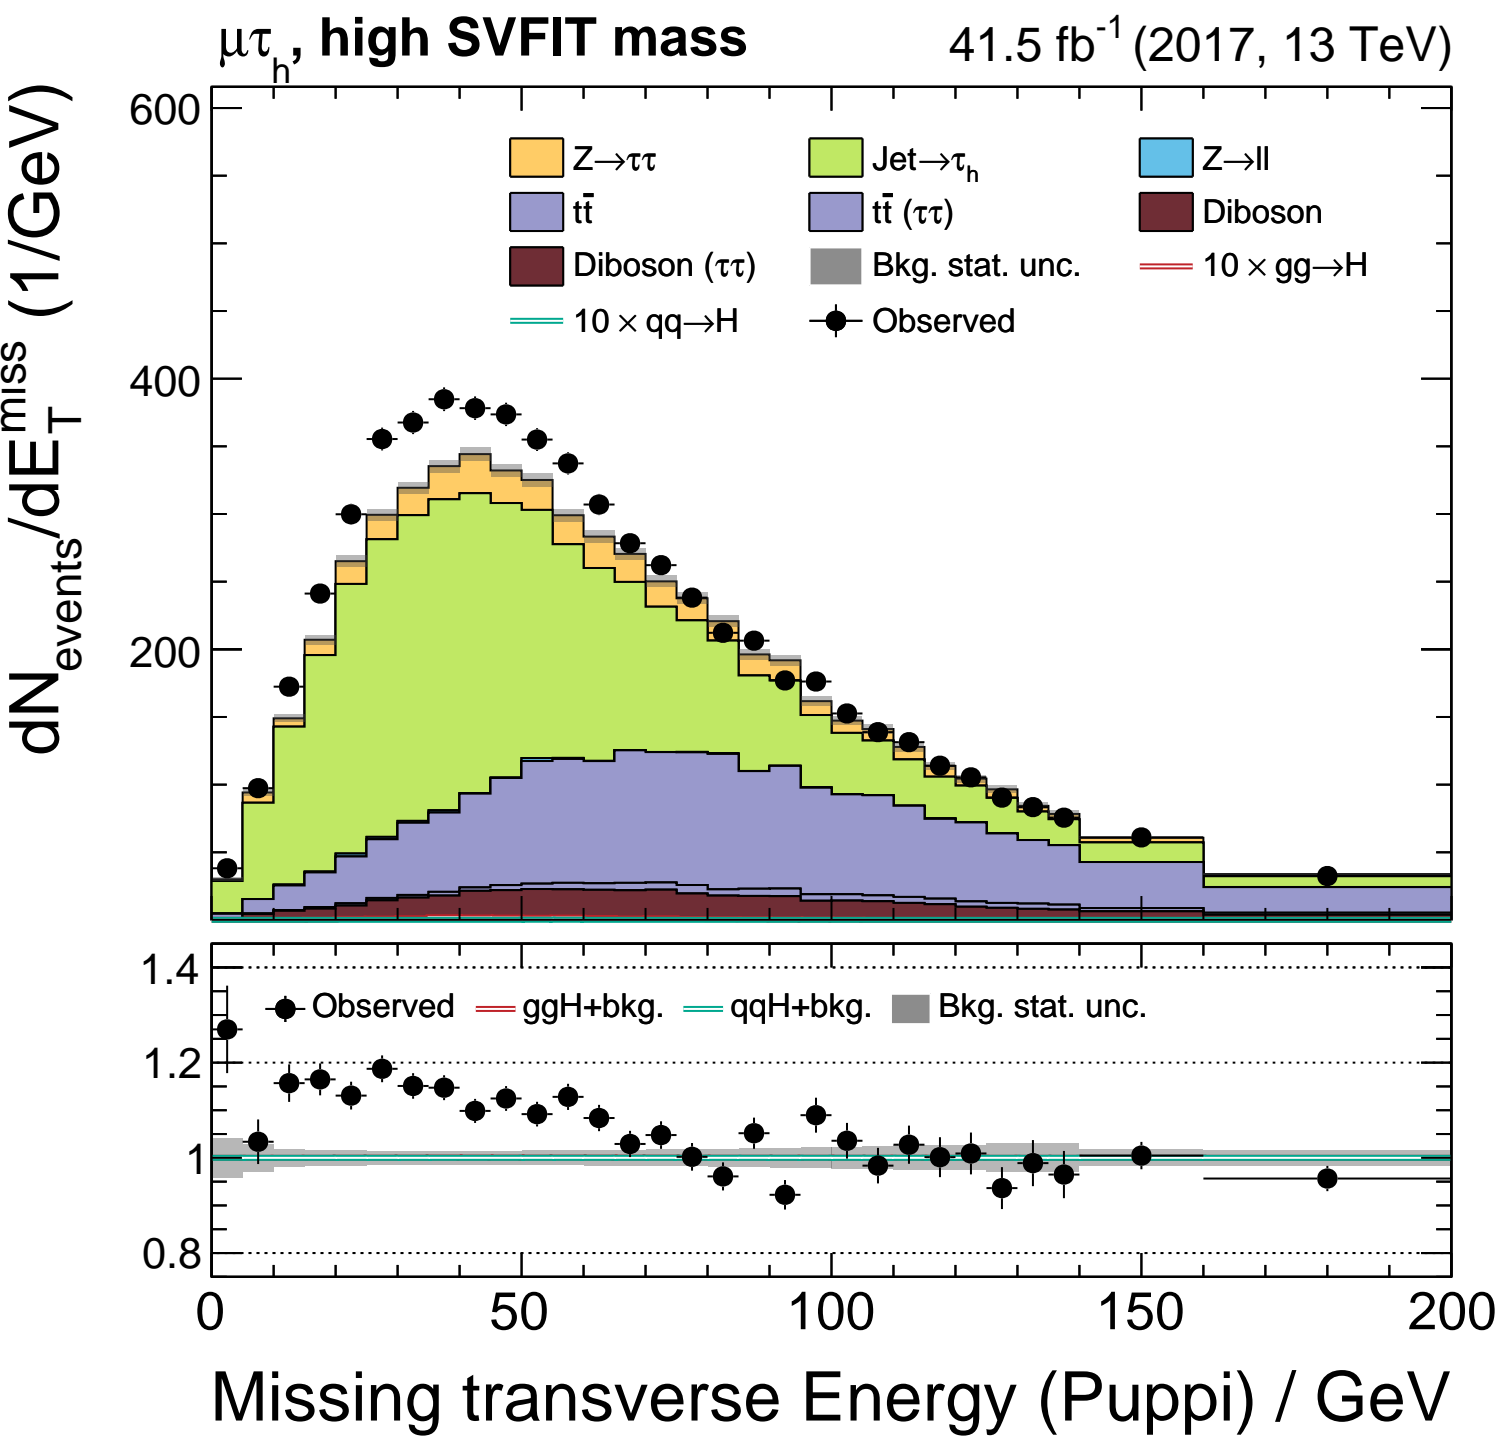 μτh, high SVFIT mass 41.5 fb-1 (2017, 13 TeV)
dNevents/dETmiss (1/GeV)
600
400
200
Z→ττ Jet→τh Z→ll
tt̄ tt̄ (ττ) Diboson
Diboson (ττ) Bkg. stat. unc. 10 × gg→H
10 × qq→H Observed
1.4
1.2
1
0.8
Observed ggH+bkg. qqH+bkg. Bkg. stat. unc.
0 50 100 150 200
Missing transverse Energy (Puppi) / GeV